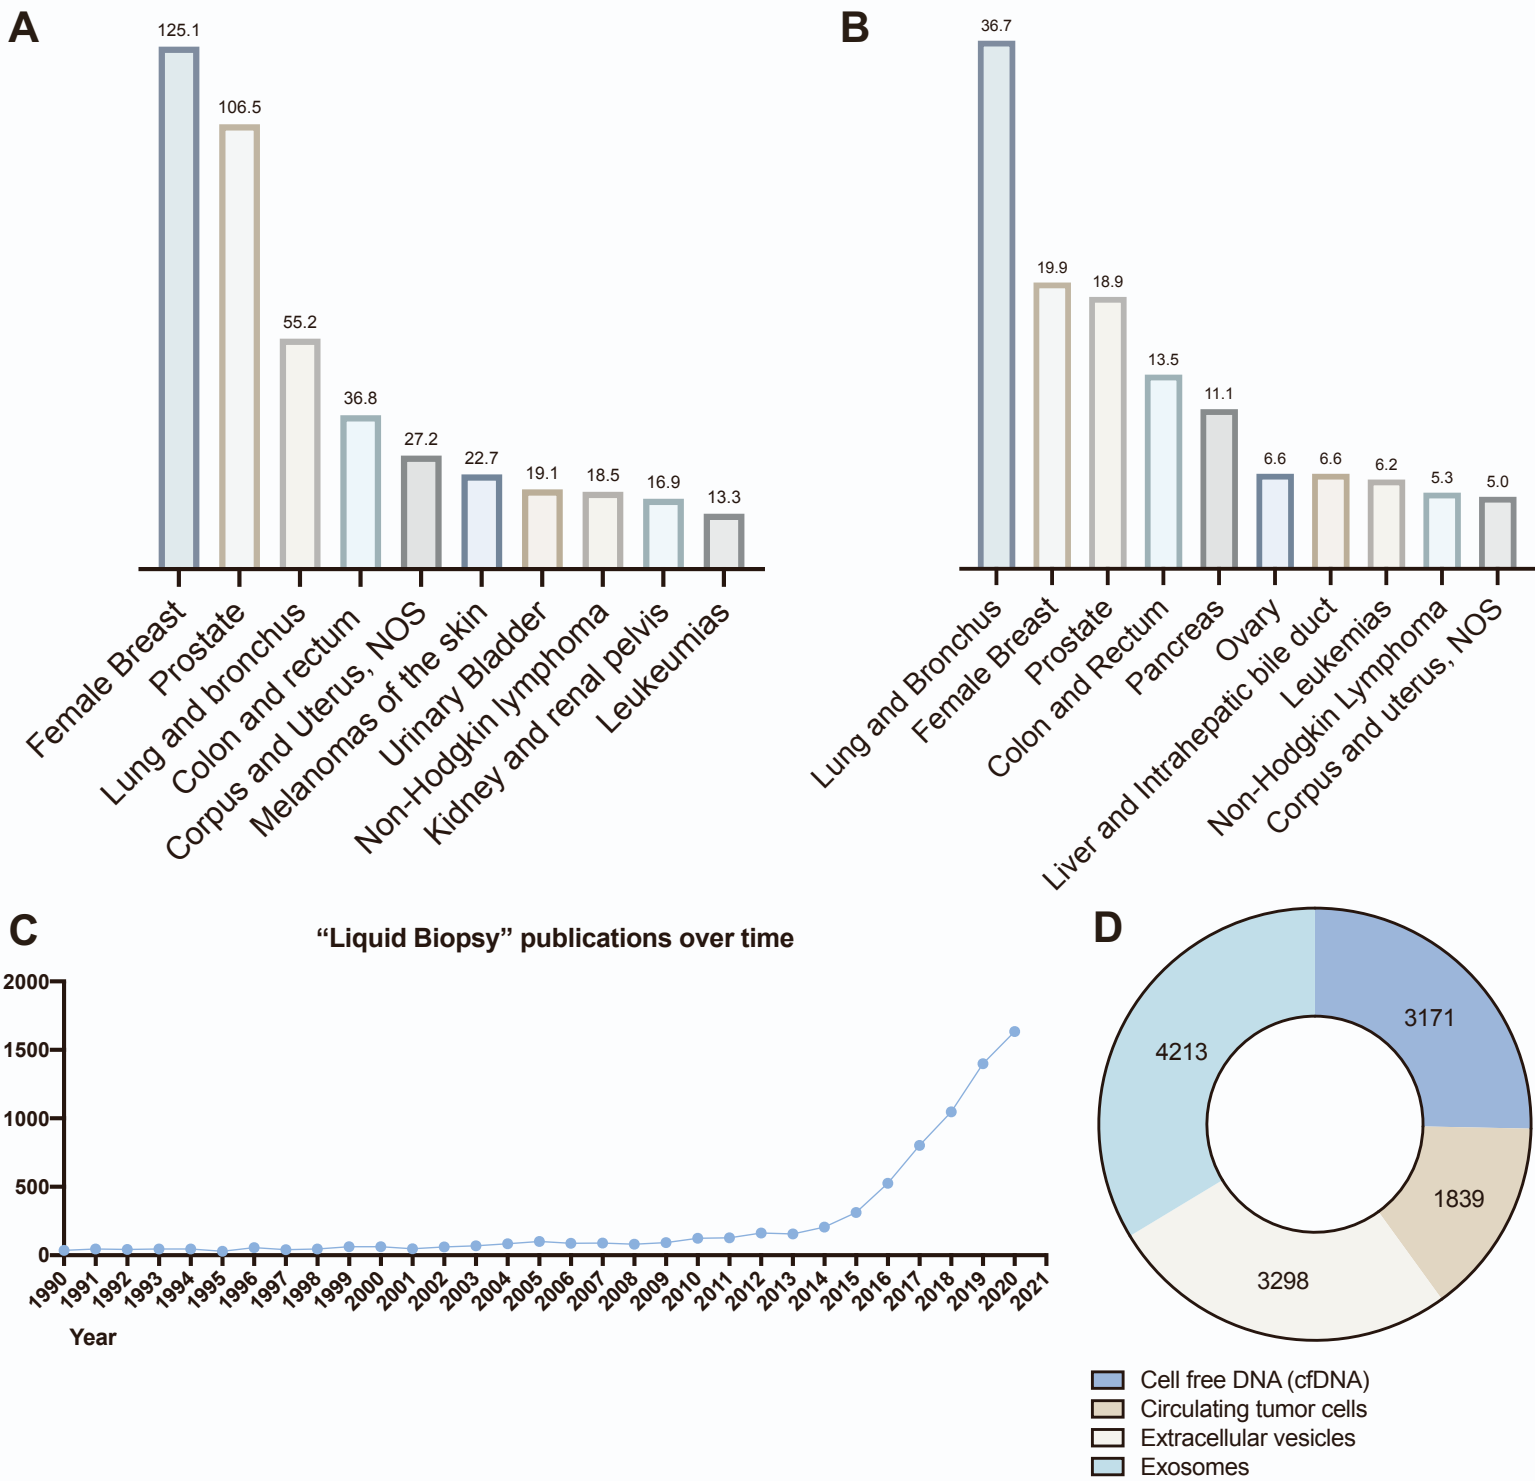 A
125.1
106.5
55.2
36.8
27.2
22.7
19.1
18.5
16.9
13.3
Female Breast
Prostate
Lung and bronchus
Colon and rectum
Corpus and Uterus, NOS
Melanomas of the skin
Urinary Bladder
Non-Hodgkin lymphoma
Kidney and renal pelvis
Leukeumias
B
36.7
19.9
18.9
13.5
11.1
6.6
6.6
6.2
5.3
5.0
Lung and Bronchus
Female Breast
Prostate
Colon and Rectum
Pancreas
Ovary
Liver and Intrahepatic bile duct
Leukemias
Non-Hodgkin Lymphoma
Corpus and uterus, NOS
C
“Liquid Biopsy” publications over time
2000
1500
1000
500
0
1990
1991
1992
1993
1994
1995
1996
1997
1998
1999
2000
2001
2002
2003
2004
2005
2006
2007
2008
2009
2010
2011
2012
2013
2014
2015
2016
2017
2018
2019
2020
2021
Year
D
3171
4213
1839
3298
Cell free DNA (cfDNA)
Circulating tumor cells
Extracellular vesicles
Exosomes